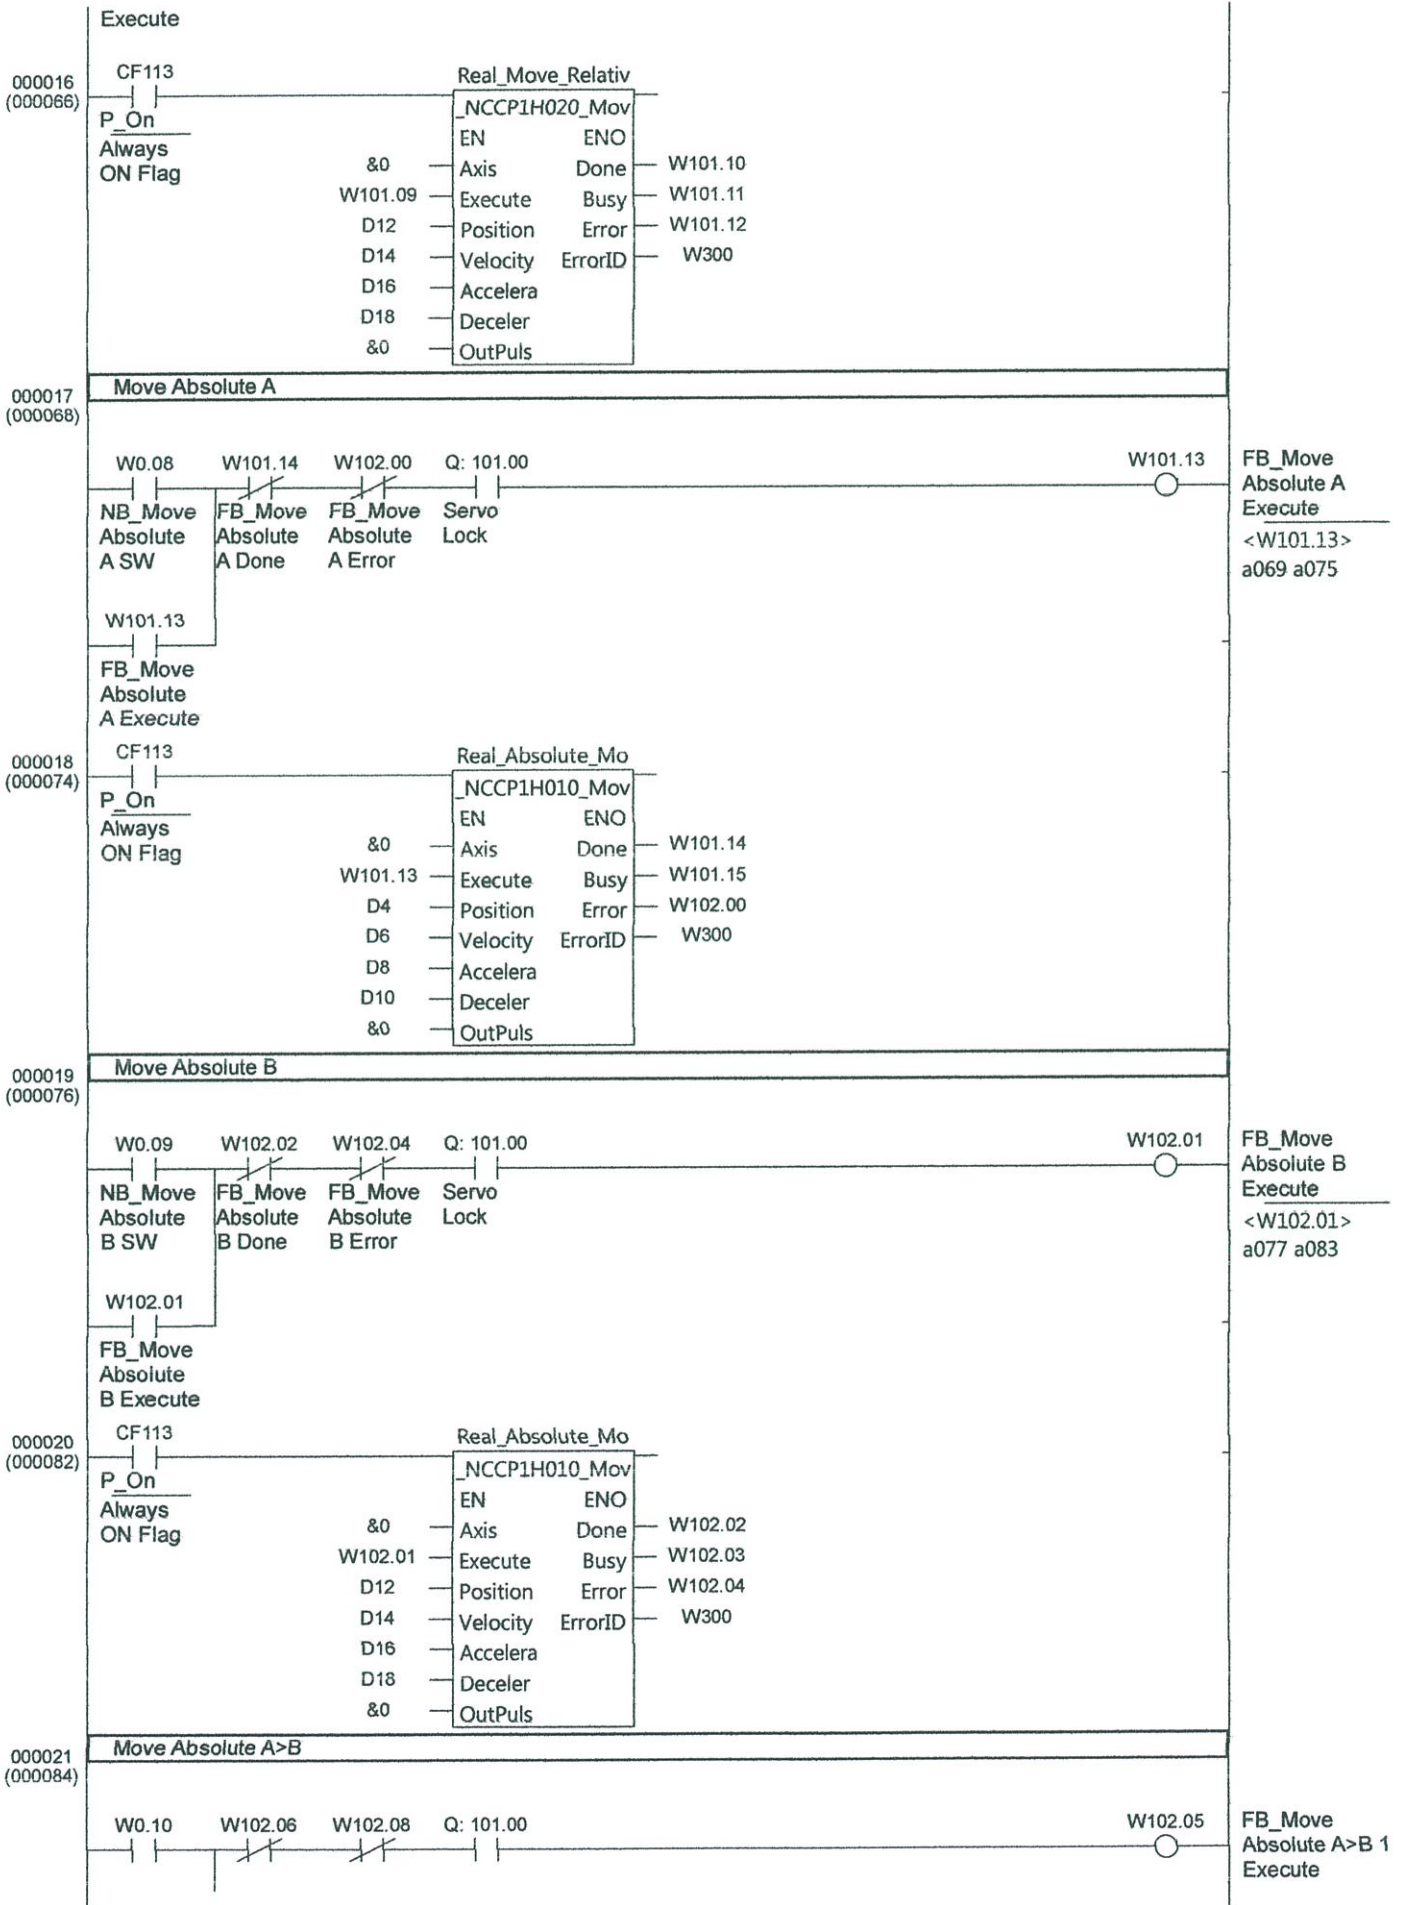 Execute
000016
(000066)
CF113
P_On
Always
ON Flag
Real_Move_Relativ
_NCCP1H020_Mov
EN ENO
&0 Axis Done W101.10
W101.09 Execute Busy W101.11
D12 Position Error W101.12
D14 Velocity ErrorID W300
D16 Accelera
D18 Deceler
&0 OutPuls
000017
(000068)
Move Absolute A
W0.08 W101.14 W102.00 Q: 101.00 W101.13
NB_Move FB_Move FB_Move Servo
Absolute Absolute Absolute Lock
A SW A Done A Error
FB_Move
Absolute A
Execute
<W101.13>
a069 a075
W101.13
FB_Move
Absolute
A Execute
000018
(000074)
CF113
P_On
Always
ON Flag
Real_Absolute_Mo
_NCCP1H010_Mov
EN ENO
&0 Axis Done W101.14
W101.13 Execute Busy W101.15
D4 Position Error W102.00
D6 Velocity ErrorID W300
D8 Accelera
D10 Deceler
&0 OutPuls
000019
(000076)
Move Absolute B
W0.09 W102.02 W102.04 Q: 101.00 W102.01
NB_Move FB_Move FB_Move Servo
Absolute Absolute Absolute Lock
B SW B Done B Error
FB_Move
Absolute B
Execute
<W102.01>
a077 a083
W102.01
FB_Move
Absolute
B Execute
000020
(000082)
CF113
P_On
Always
ON Flag
Real_Absolute_Mo
_NCCP1H010_Mov
EN ENO
&0 Axis Done W102.02
W102.01 Execute Busy W102.03
D12 Position Error W102.04
D14 Velocity ErrorID W300
D16 Accelera
D18 Deceler
&0 OutPuls
000021
(000084)
Move Absolute A>B
W0.10 W102.06 W102.08 Q: 101.00 W102.05
FB_Move
Absolute A>B 1
Execute